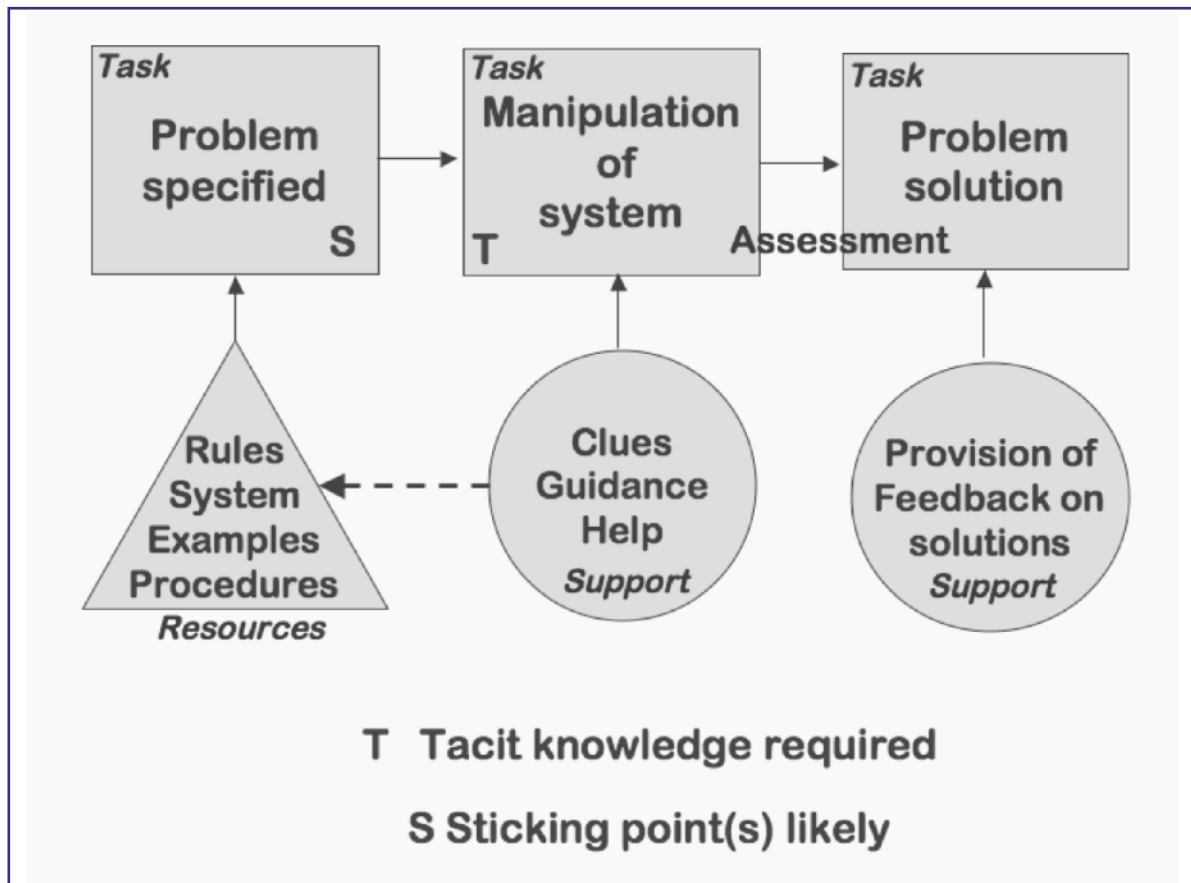 Task
Problem
specified
S
Task
Manipulation
of
system
T
Assessment
Task
Problem
solution
Rules
System
Examples
Procedures
Resources
Clues
Guidance
Help
Support
Provision of
Feedback on
solutions
Support
T Tacit knowledge required
S Sticking point(s) likely